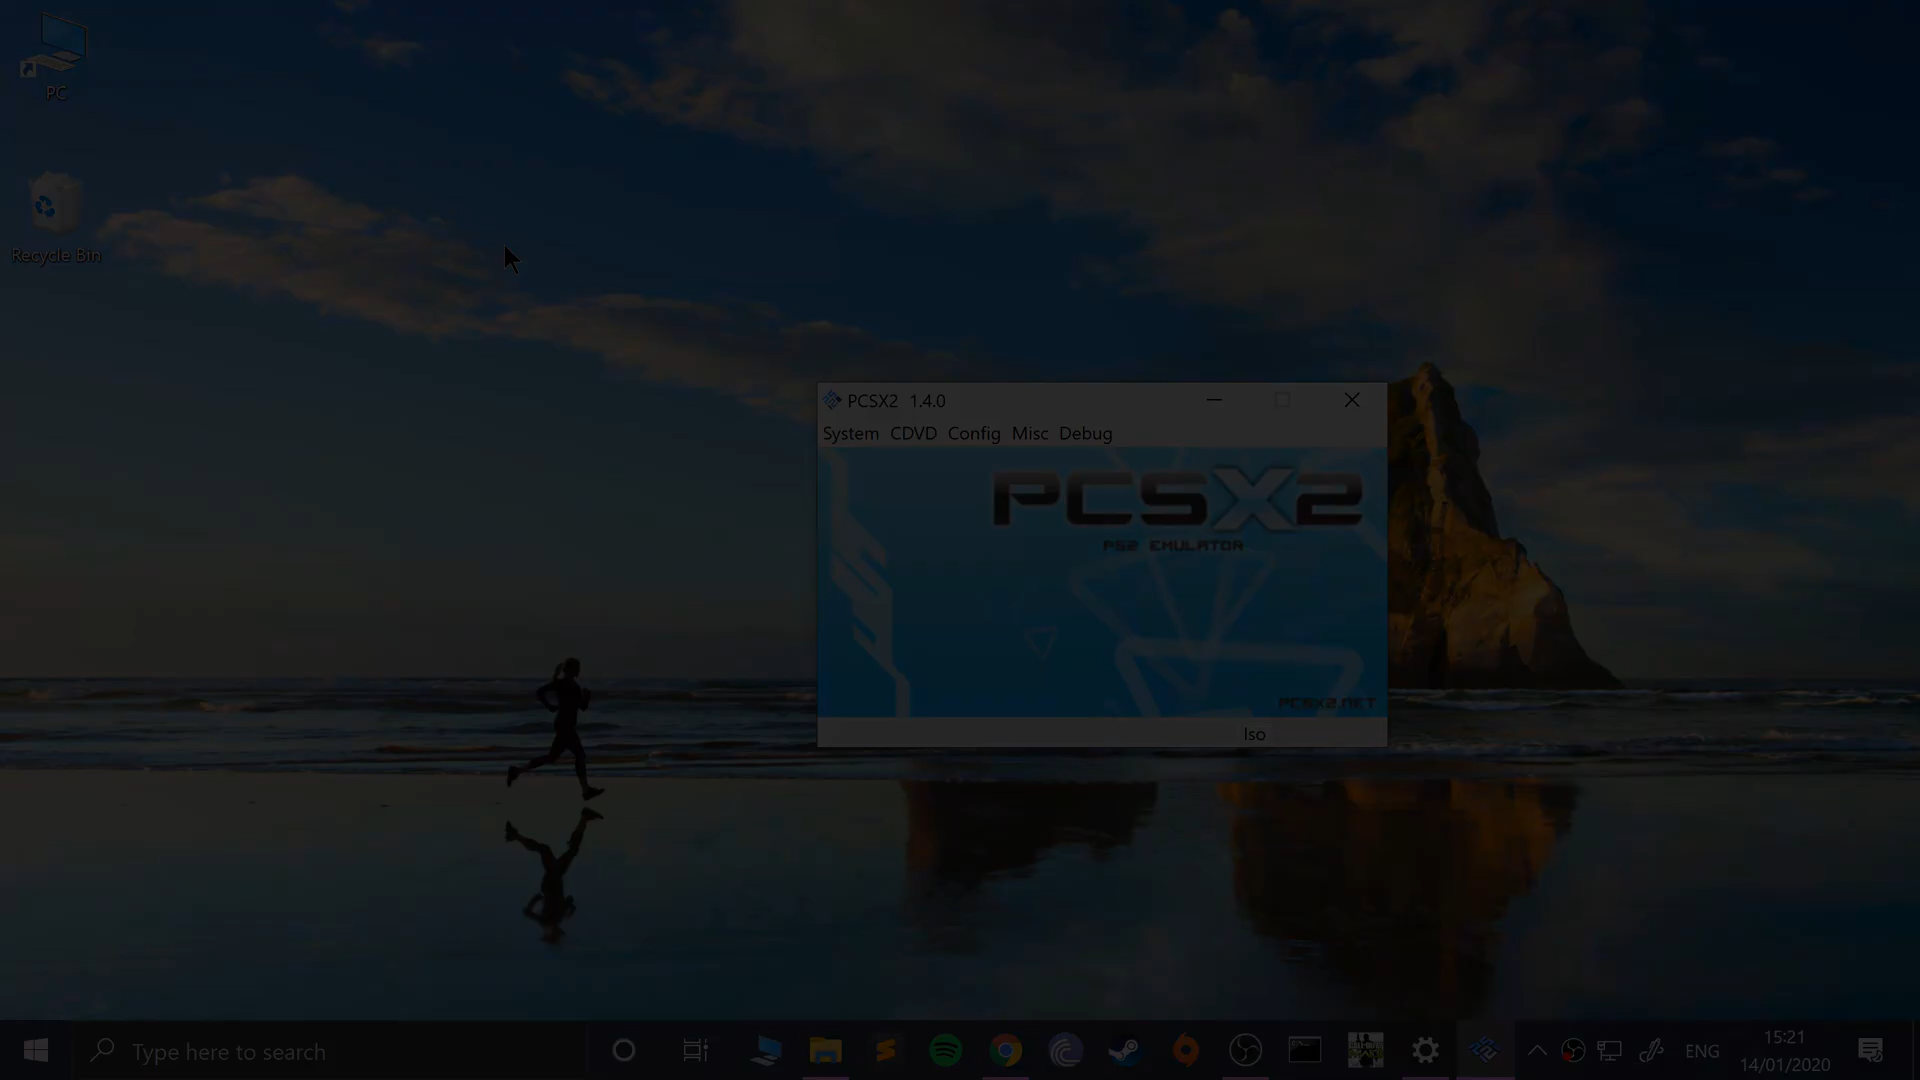 PC
Recycle Bin
PCSX2 1.4.0
System CDVD Config Misc Debug
PCSX2
PS2 EMULATOR
PCSX2.NET
Iso
Type here to search
ENG
15:21
14/01/2020